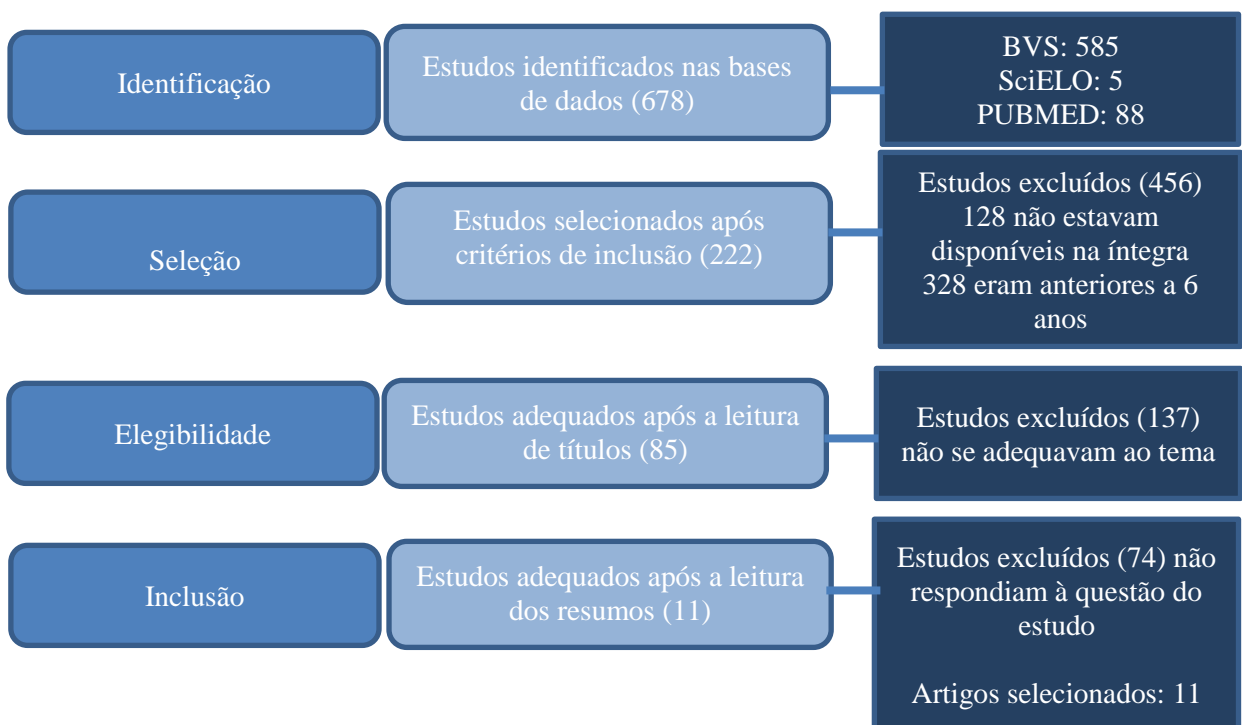 Identificação
Estudos identificados nas bases
de dados (678)
BVS: 585
SciELO: 5
PUBMED: 88
Seleção
Estudos selecionados após
critérios de inclusão (222)
Estudos excluídos (456)
128 não estavam
disponíveis na íntegra
328 eram anteriores a 6
anos
Elegibilidade
Estudos adequados após a leitura
de títulos (85)
Estudos excluídos (137)
não se adequavam ao tema
Inclusão
Estudos adequados após a leitura
dos resumos (11)
Estudos excluídos (74) não
respondiam à questão do
estudo
Artigos selecionados: 11